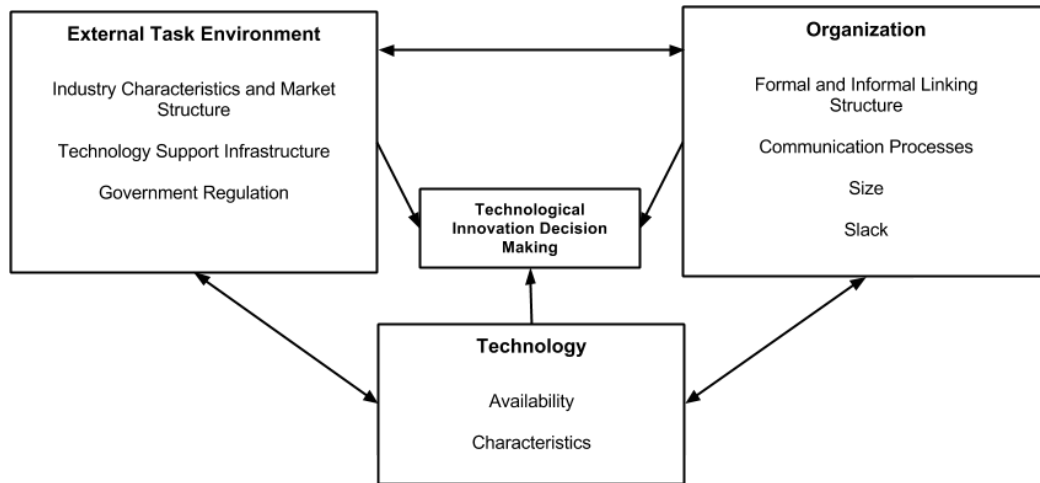 External Task Environment
Industry Characteristics and Market
Structure
Technology Support Infrastructure
Government Regulation
Organization
Formal and Informal Linking
Structure
Communication Processes
Size
Slack
Technological
Innovation Decision
Making
Technology
Availability
Characteristics